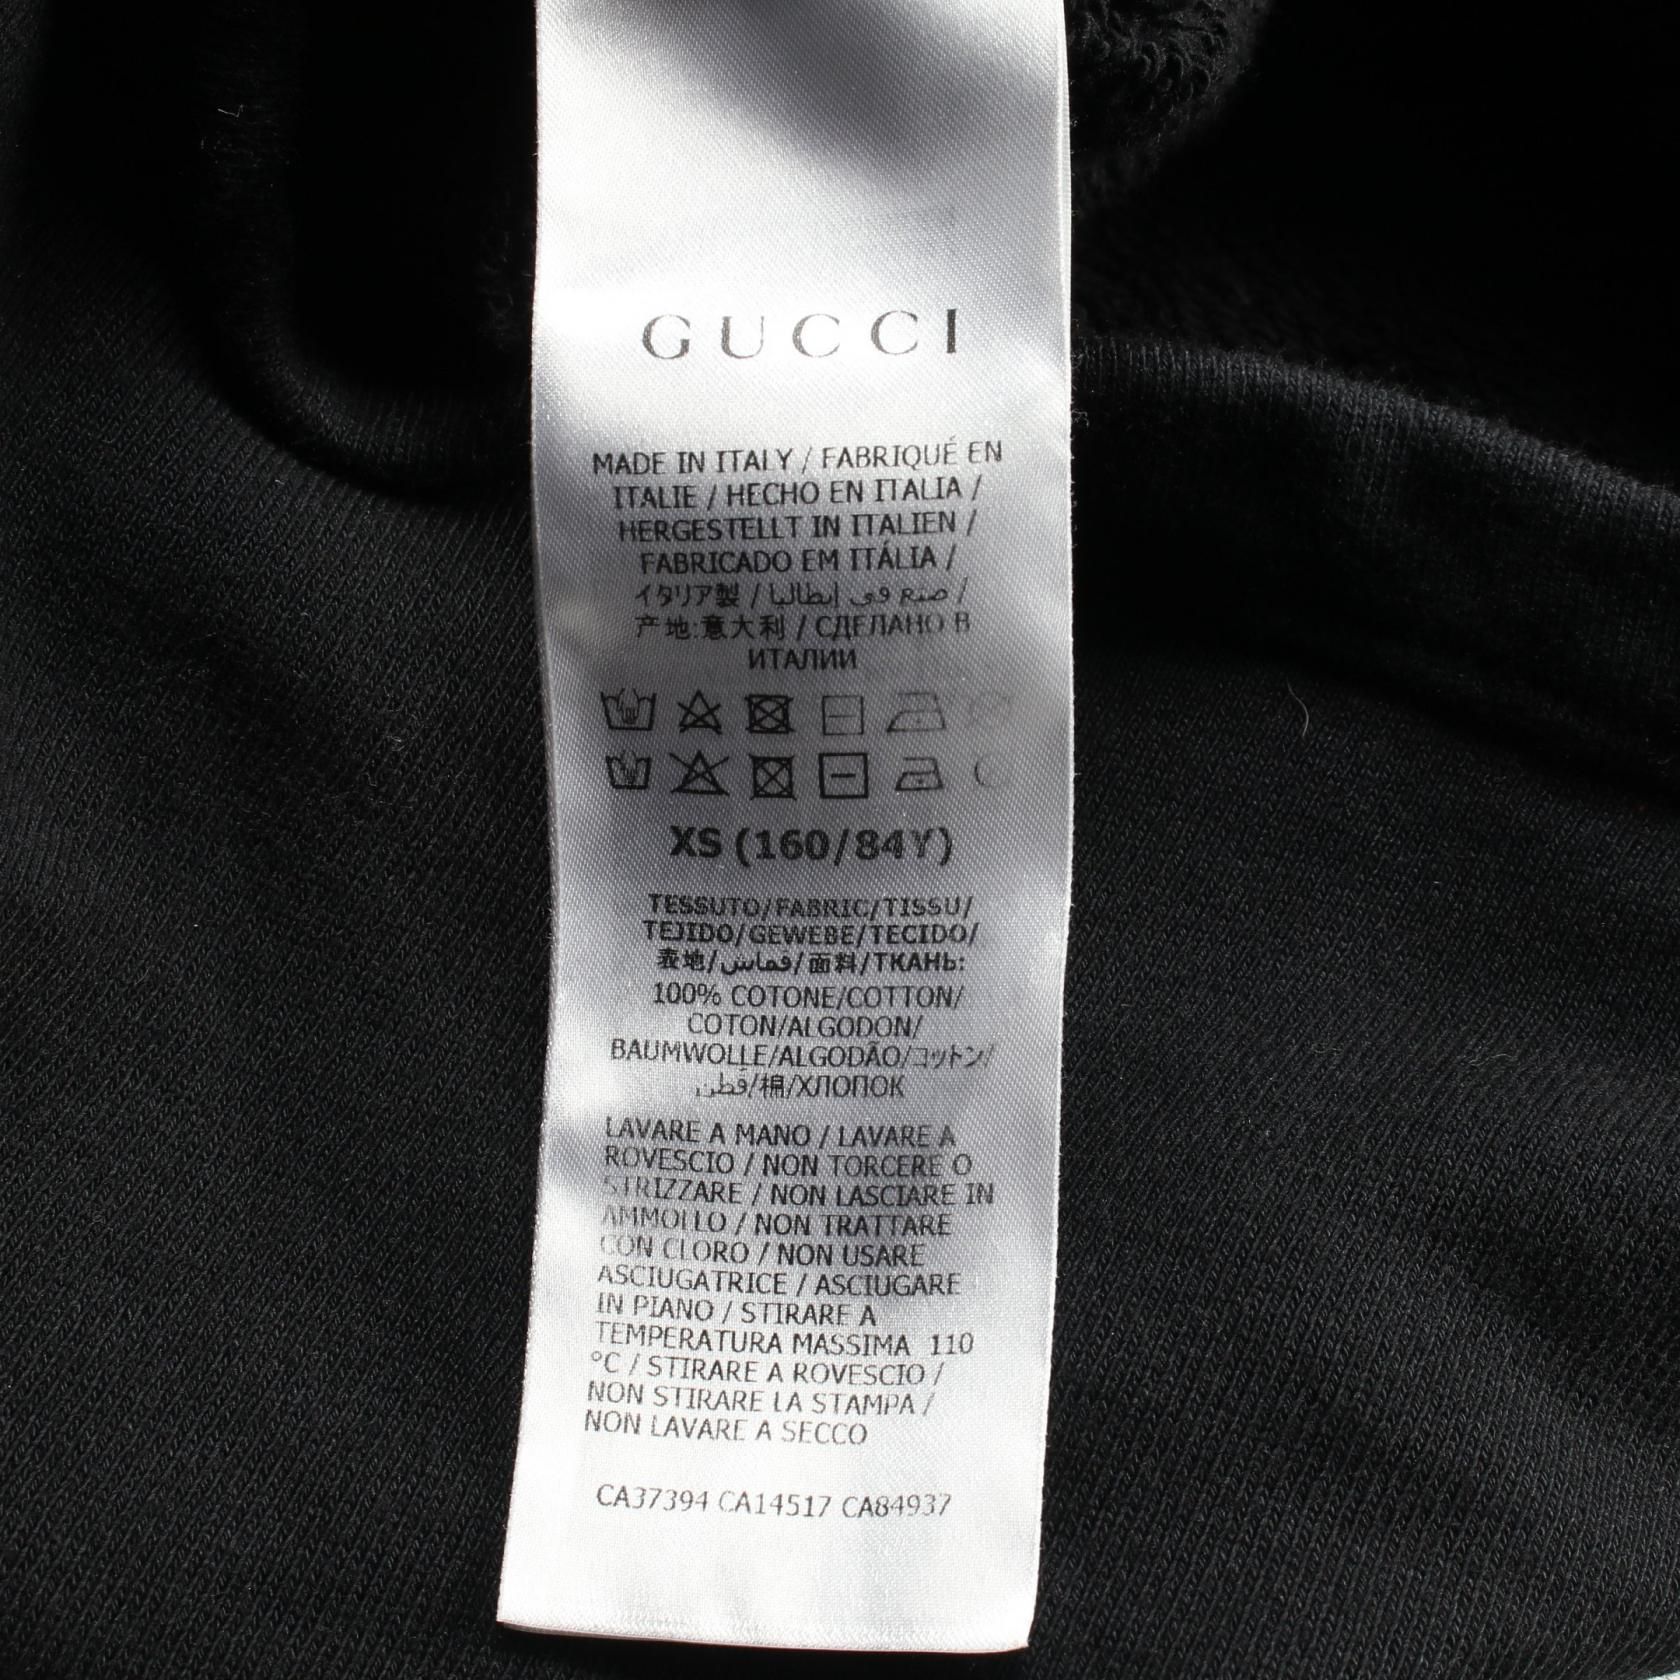 GUCCI
MADE IN ITALY / FABRIQUÉ EN
ITALIE / HECHO EN ITALIA /
HERGESTELLT IN ITALIEN /
FABRICADO EM ITÁLIA /
イタリア製 / صنع في إيطاليا /
产地:意大利 / СДЕЛАНО В
ИТАЛИИ
XS (160/84Y)
TESSUTO/FABRIC/TISSU/
TEJIDO/GEWEBE/TECIDO/
表地/قماش/面料/ТКАНЬ:
100% COTONE/COTTON/
COTON/ALGODON/
BAUMWOLLE/ALGODÃO/コットン/
قطن/棉/ХЛОПОК
LAVARE A MANO / LAVARE A
ROVESCIO / NON TORCERE O
STRIZZARE / NON LASCIARE IN
AMMOLLO / NON TRATTARE
CON CLORO / NON USARE
ASCIUGATRICE / ASCIUGARE
IN PIANO / STIRARE A
TEMPERATURA MASSIMA 110
°C / STIRARE A ROVESCIO /
NON STIRARE LA STAMPA /
NON LAVARE A SECCO
CA37394 CA14517 CA84937